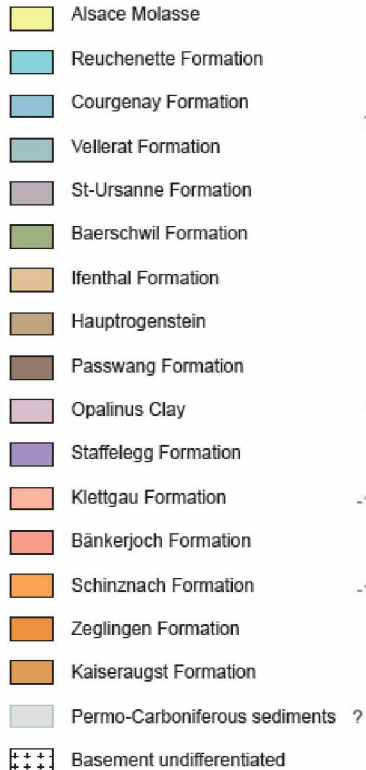 Alsace Molasse
Reuchenette Formation
Courgenay Formation
Vellerat Formation
St-Ursanne Formation
Baerschwil Formation
Ifenthal Formation
Hauptrogenstein
Passwang Formation
Opalinus Clay
Staffelegg Formation
Klettgau Formation
Bänkerjoch Formation
Schinznach Formation
Zeglingen Formation
Kaiseraugst Formation
Permo-Carboniferous sediments ?
Basement undifferentiated